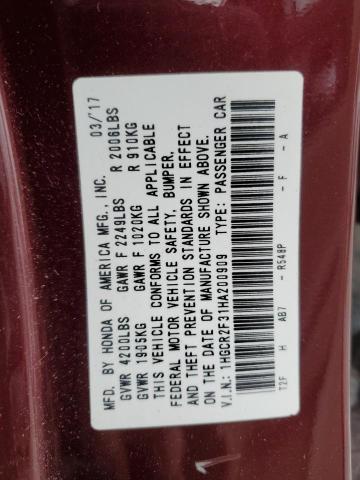 MFD. BY HONDA OF AMERICA MFG., INC. 03/'17
GVWR 4200LBS GAWR F 2249LBS R 2006LBS
GVWR 1905KG GAWR F 1020KG R 910KG
THIS VEHICLE CONFORMS TO ALL APPLICABLE
FEDERAL MOTOR VEHICLE SAFETY, BUMPER,
AND THEFT PREVENTION STANDARDS IN EFFECT
ON THE DATE OF MANUFACTURE SHOWN ABOVE.
V.I.N.: 1HGCR2F31HA200909 TYPE: PASSENGER CAR
T2F H AB7 -R548P -F -A